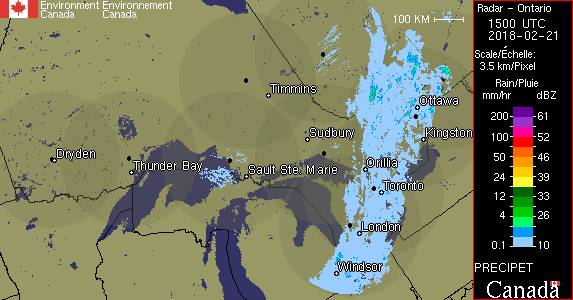 Environment Environnement
Canada Canada
100 KM
Timmins
Ottawa
Sudbury
Kingston
Dryden
Thunder Bay
Sault Ste. Marie
Orillia
Toronto
London
Windsor
Radar - Ontario
1500 UTC
2018-02-21
Scale/Échelle:
3.5 km/Pixel
Rain/Pluie
mm/hr dBZ
200 61
100 52
50 46
24 39
12 33
4 26
0.1 10
PRECIPET
Canada